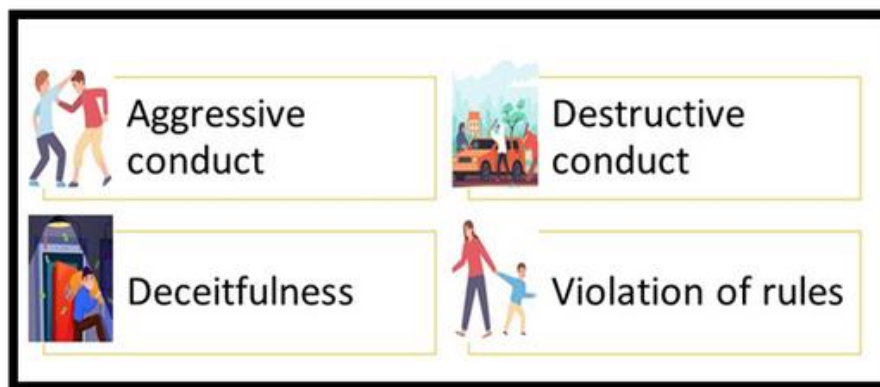 Aggressive
conduct
Destructive
conduct
Deceitfulness
Violation of rules